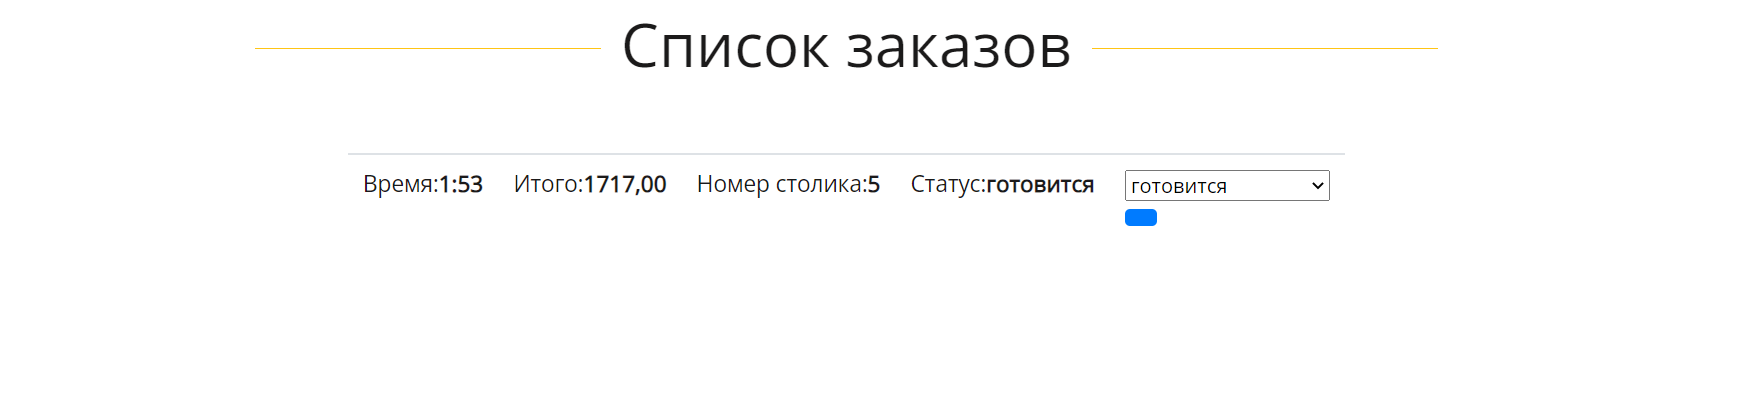 Список заказов
Время:1:53 Итого:1717,00 Номер столика:5 Статус:готовится готовится